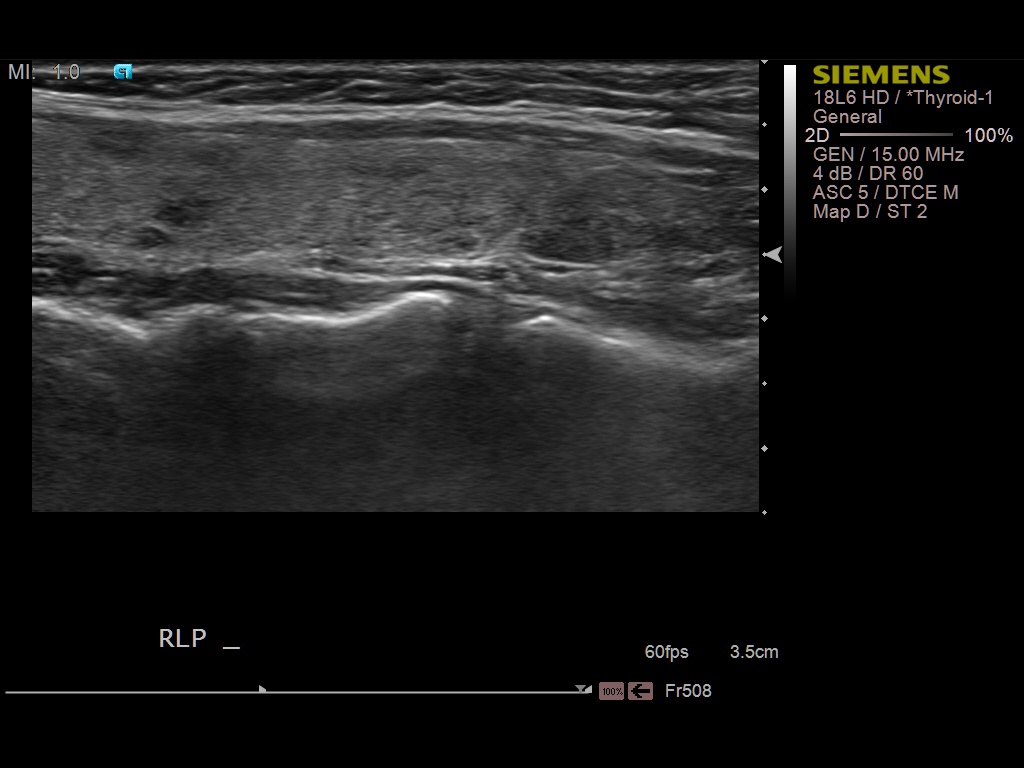 MI: 1.0
SIEMENS
18L6 HD / *Thyroid-1
General
2D 100%
GEN / 15.00 MHz
4 dB / DR 60
ASC 5 / DTCE M
Map D / ST 2
RLP _
60fps 3.5cm
100% Fr508